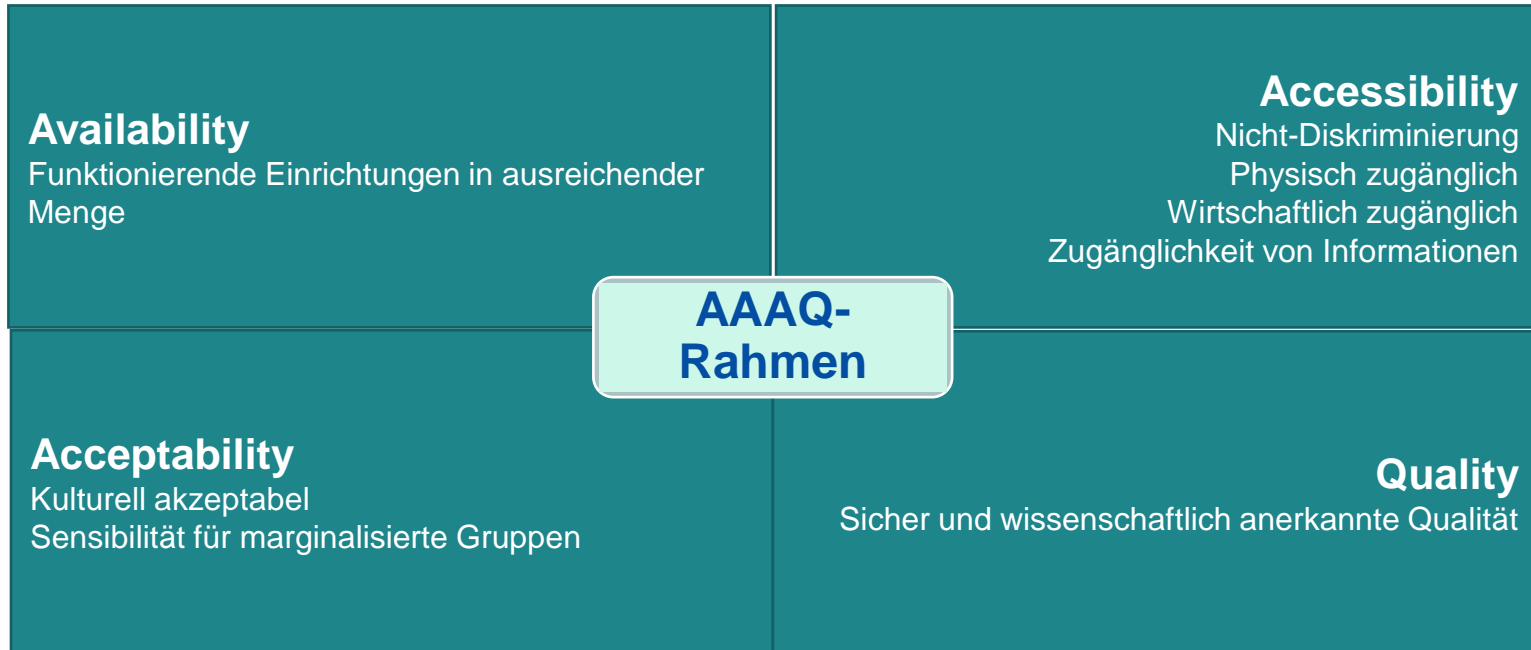 Availability
Funktionierende Einrichtungen in ausreichender
Menge
Accessibility
Nicht-Diskriminierung
Physisch zugänglich
Wirtschaftlich zugänglich
Zugänglichkeit von Informationen
AAAQ-
Rahmen
Acceptability
Kulturell akzeptabel
Sensibilität für marginalisierte Gruppen
Quality
Sicher und wissenschaftlich anerkannte Qualität